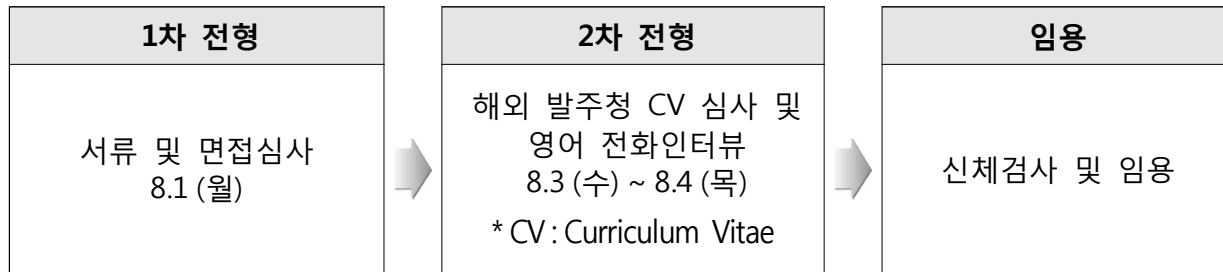 1차 전형
서류 및 면접심사
8.1 (월)
2차 전형
해외 발주청 CV 심사 및
영어 전화인터뷰
8.3 (수) ~ 8.4 (목)
* CV : Curriculum Vitae
임용
신체검사 및 임용